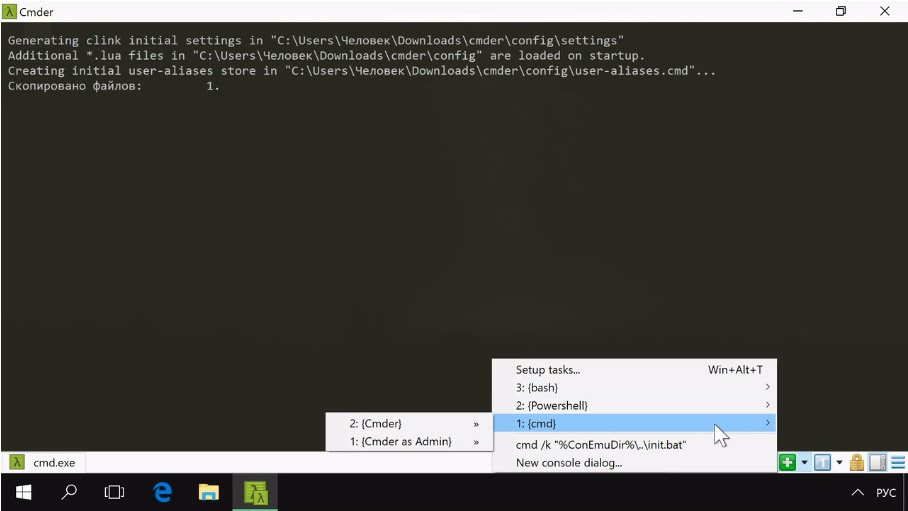 Cmder
Generating clink initial settings in "C:\Users\Человек\Downloads\cmder\config\settings"
Additional *.lua files in "C:\Users\Человек\Downloads\cmder\config" are loaded on startup.
Creating initial user-aliases store in "C:\Users\Человек\Downloads\cmder\config\user-aliases.cmd"...
Скопировано файлов:         1.
Setup tasks... Win+Alt+T
3: {bash}
2: {Powershell}
1: {cmd}
2: {Cmder} »
1: {Cmder as Admin} »
cmd /k "%ConEmuDir%\..\init.bat"
New console dialog...
cmd.exe
РУС